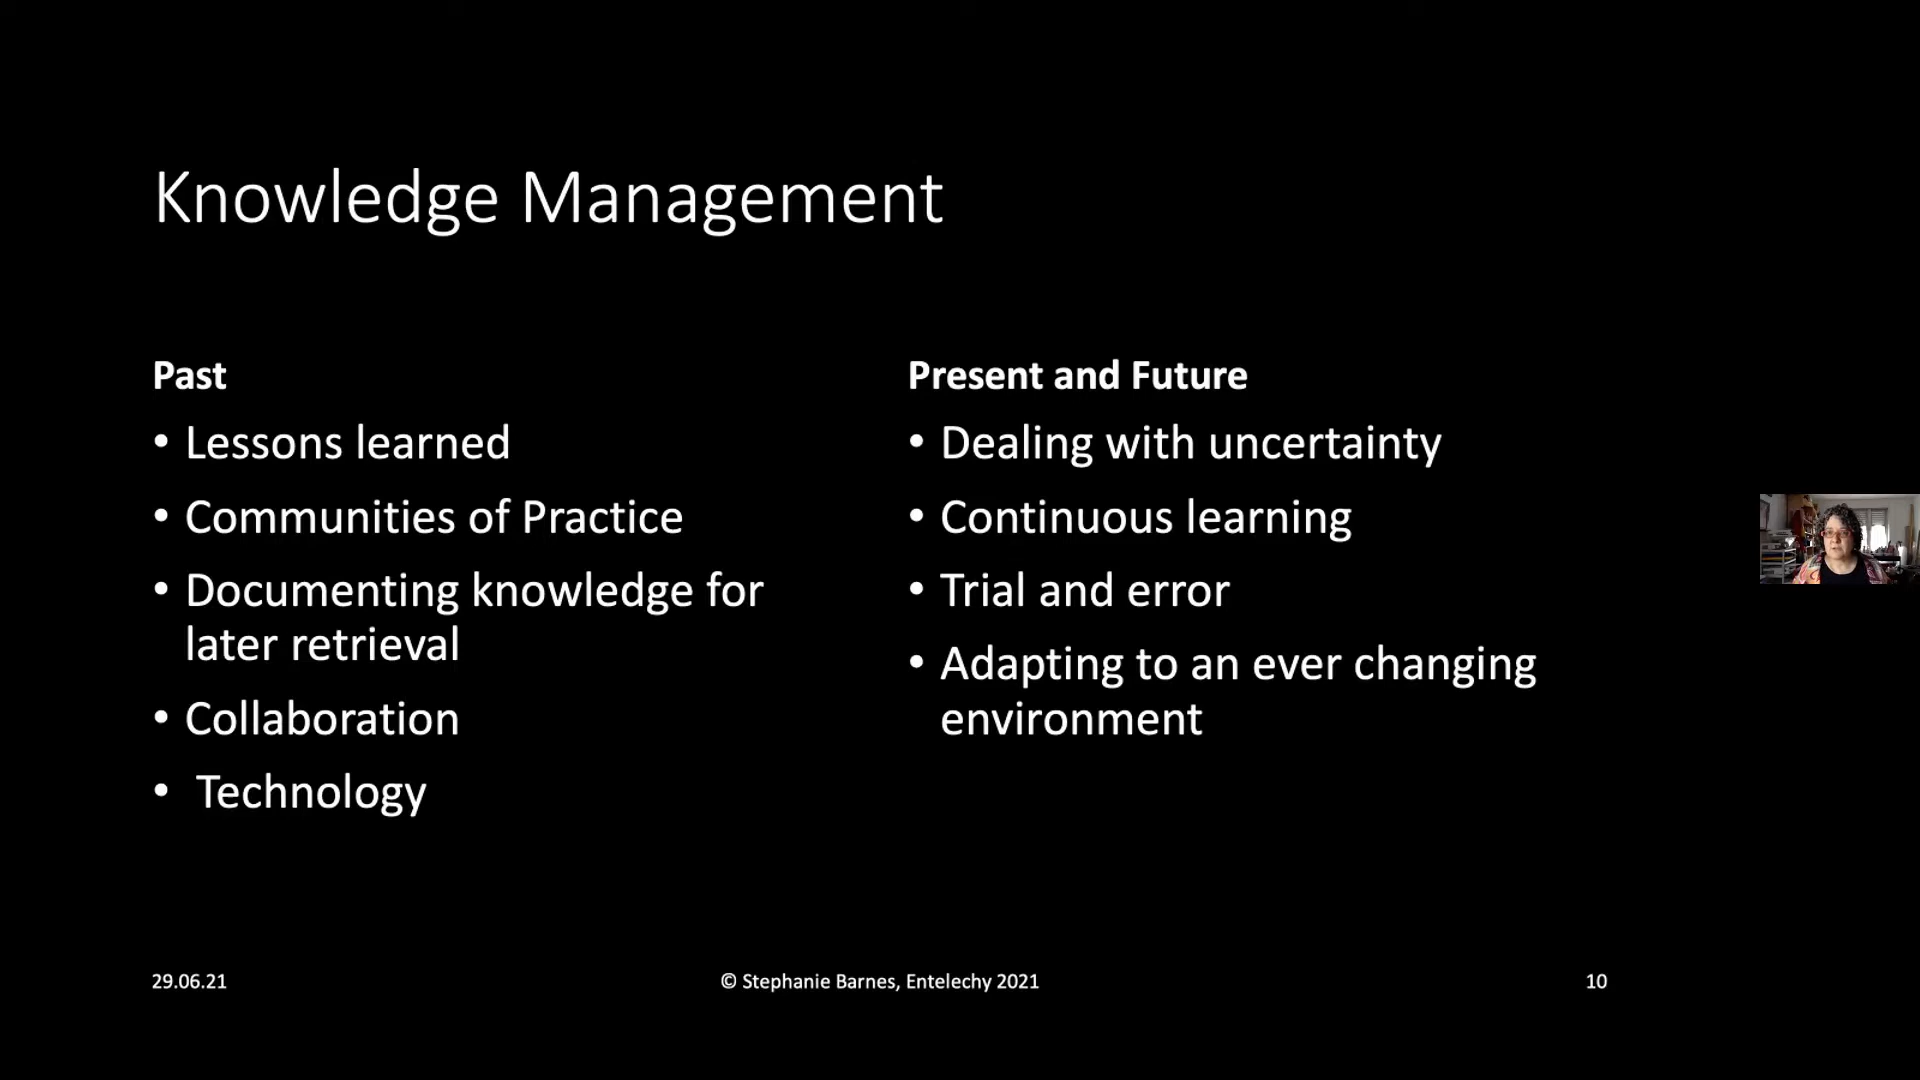 Knowledge Management
Past
• Lessons learned
• Communities of Practice
• Documenting knowledge for
later retrieval
• Collaboration
• Technology
Present and Future
• Dealing with uncertainty
• Continuous learning
• Trial and error
• Adapting to an ever changing
environment
29.06.21
© Stephanie Barnes, Entelechy 2021
10